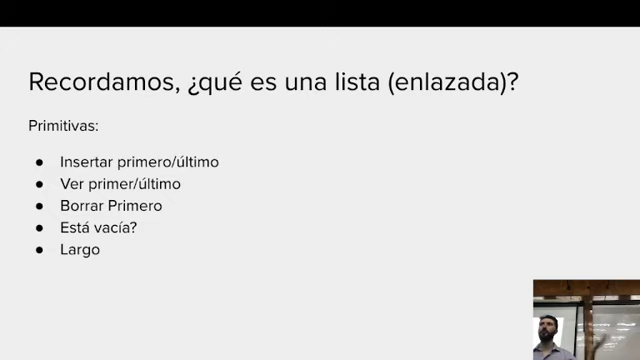 Recordamos, ¿qué es una lista (enlazada)?
Primitivas:
● Insertar primero/último
● Ver primer/último
● Borrar Primero
● Está vacía?
● Largo